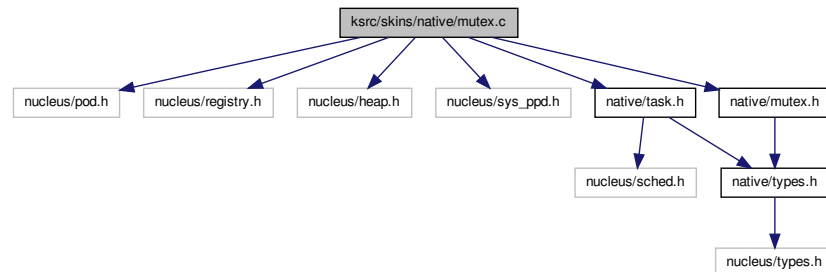 ksrc/skins/native/mutex.c
nucleus/pod.h
nucleus/registry.h
nucleus/heap.h
nucleus/sys_ppd.h
native/task.h
native/mutex.h
nucleus/sched.h
native/types.h
nucleus/types.h